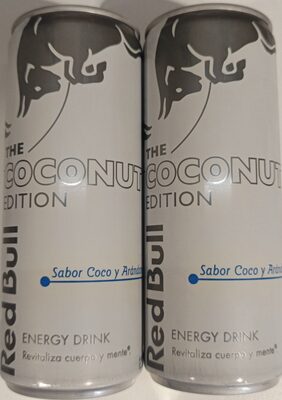 THE
COCONUT
EDITION
Sabor Coco y
Red Bull
ENERGY DRINK
Revitaliza cuerpo y mente*.
THE
COCONUT
EDITION
Sabor Coco y
Red Bull
ENERGY DRINK
Revitaliza cuerpo y mente*.